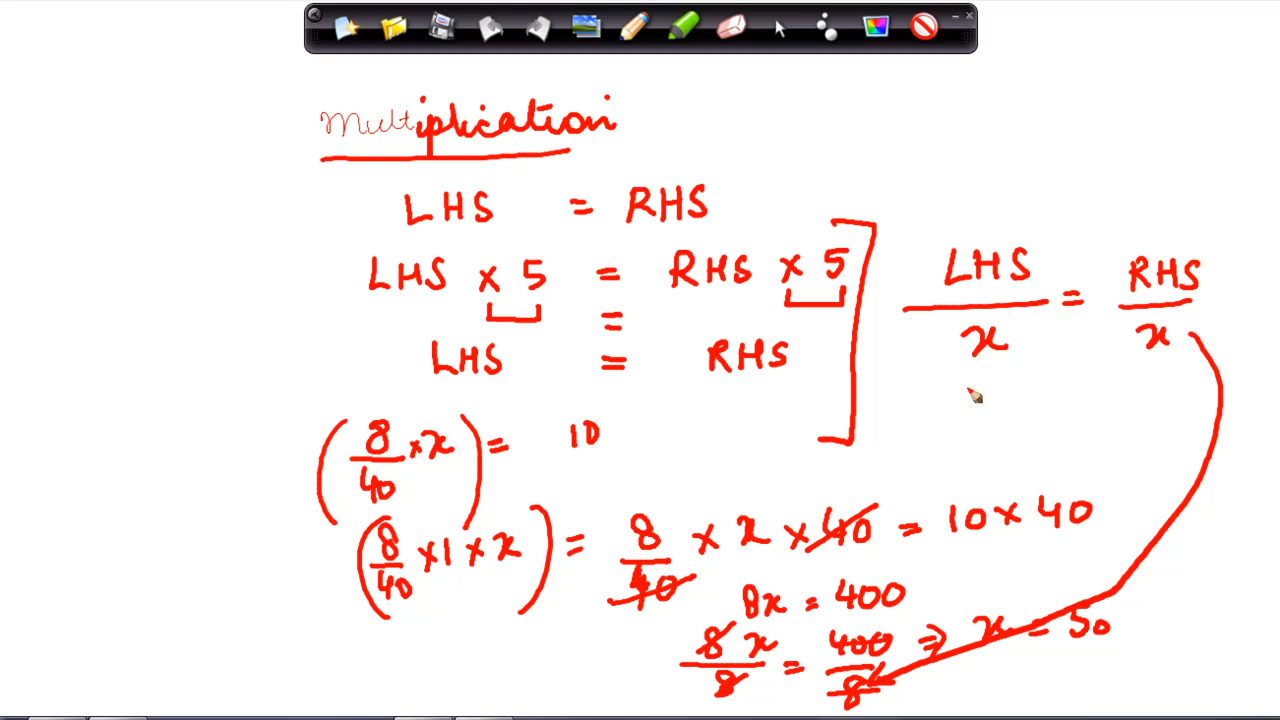 Multiplication
LHS = RHS
LHS x 5 = RHS x 5
=
LHS = RHS
LHS/x = RHS/x
(8/40 × x) = 10
(8/40 × 1 × x) = 8/40 × x × 40 = 10 × 40
8x = 400
8x/8 = 400/8 ⇒ x = 50